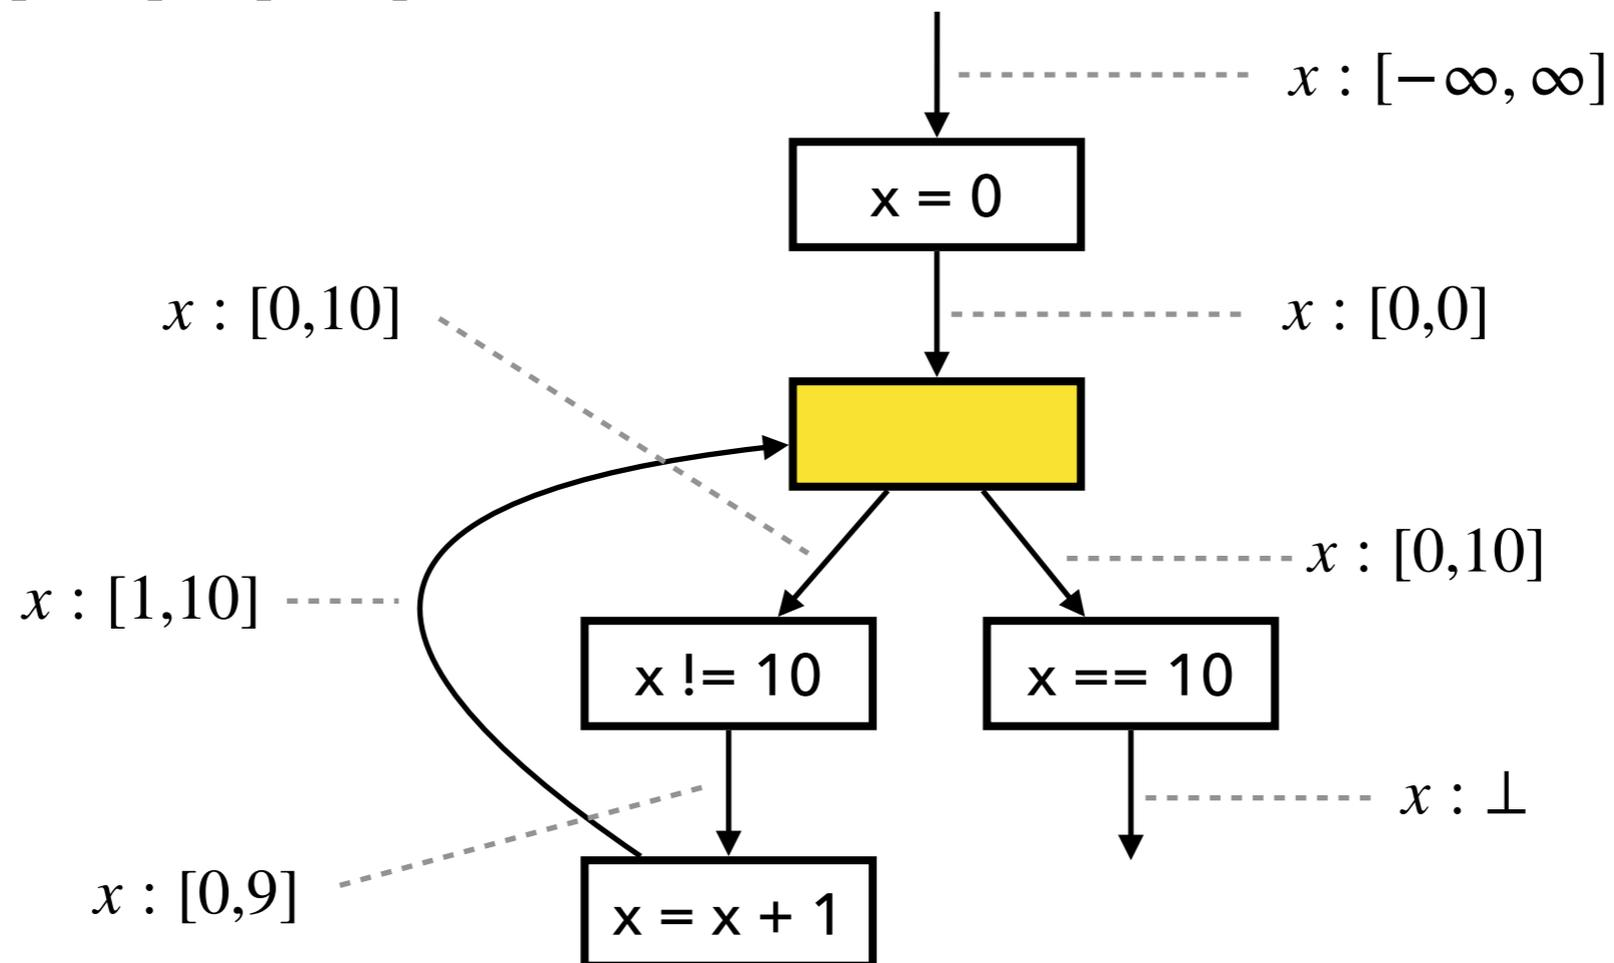 x : [−∞, ∞]
x = 0
x : [0,10]
x : [0,0]
x : [0,10]
x : [1,10]
x != 10
x == 10
x : ⊥
x : [0,9]
x = x + 1